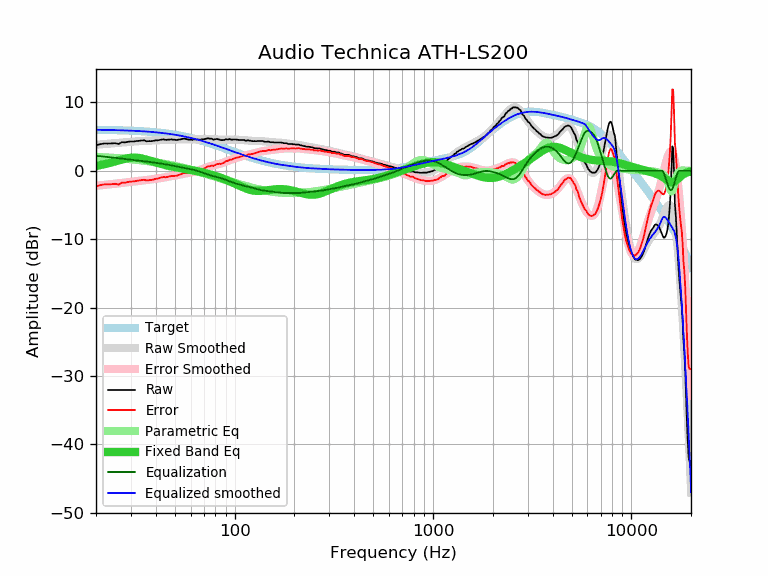 Audio Technica ATH-LS200
Amplitude (dBr)
10
0
−10
−20
−30
−40
−50
Target
Raw Smoothed
Error Smoothed
Raw
Error
Parametric Eq
Fixed Band Eq
Equalization
Equalized smoothed
100
1000
10000
Frequency (Hz)